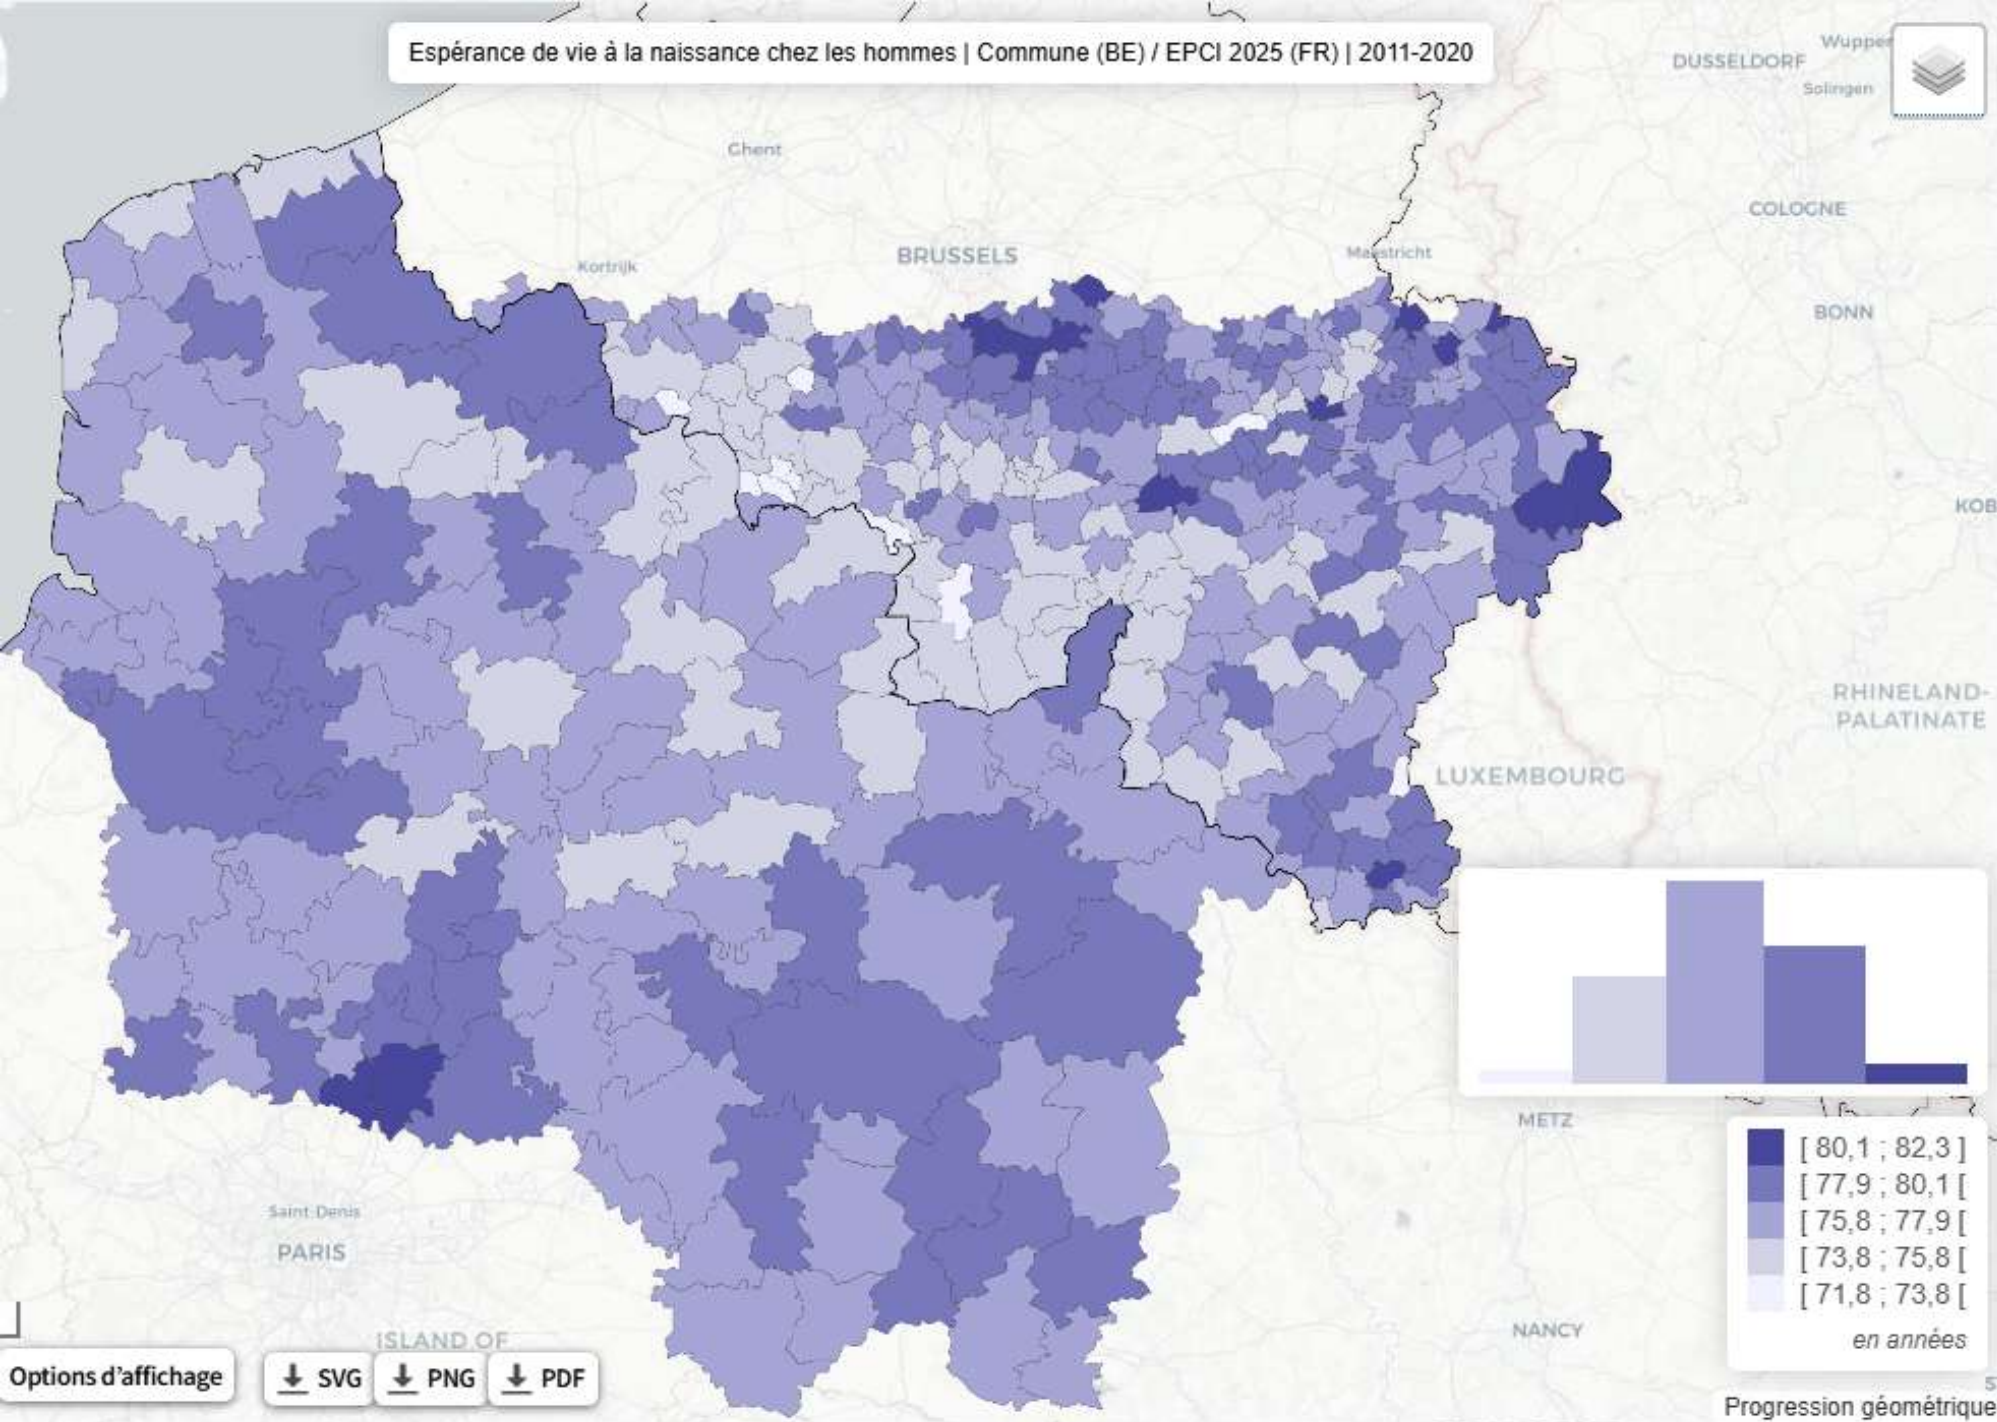 Espérance de vie à la naissance chez les hommes | Commune (BE) / EPCI 2025 (FR) | 2011-2020
Wupper
DUSSELDORF
Solingen
Ghent
COLOGNE
BRUSSELS
Maastricht
Kortrijk
BONN
KOB
RHINELAND-
PALATINATE
LUXEMBOURG
METZ
[ 80,1 ; 82,3 ]
[ 77,9 ; 80,1 [
[ 75,8 ; 77,9 [
[ 73,8 ; 75,8 [
[ 71,8 ; 73,8 [
en années
Saint Denis
PARIS
NANCY
ISLAND OF
Options d’affichage
SVG
PNG
PDF
S
Progression géométrique